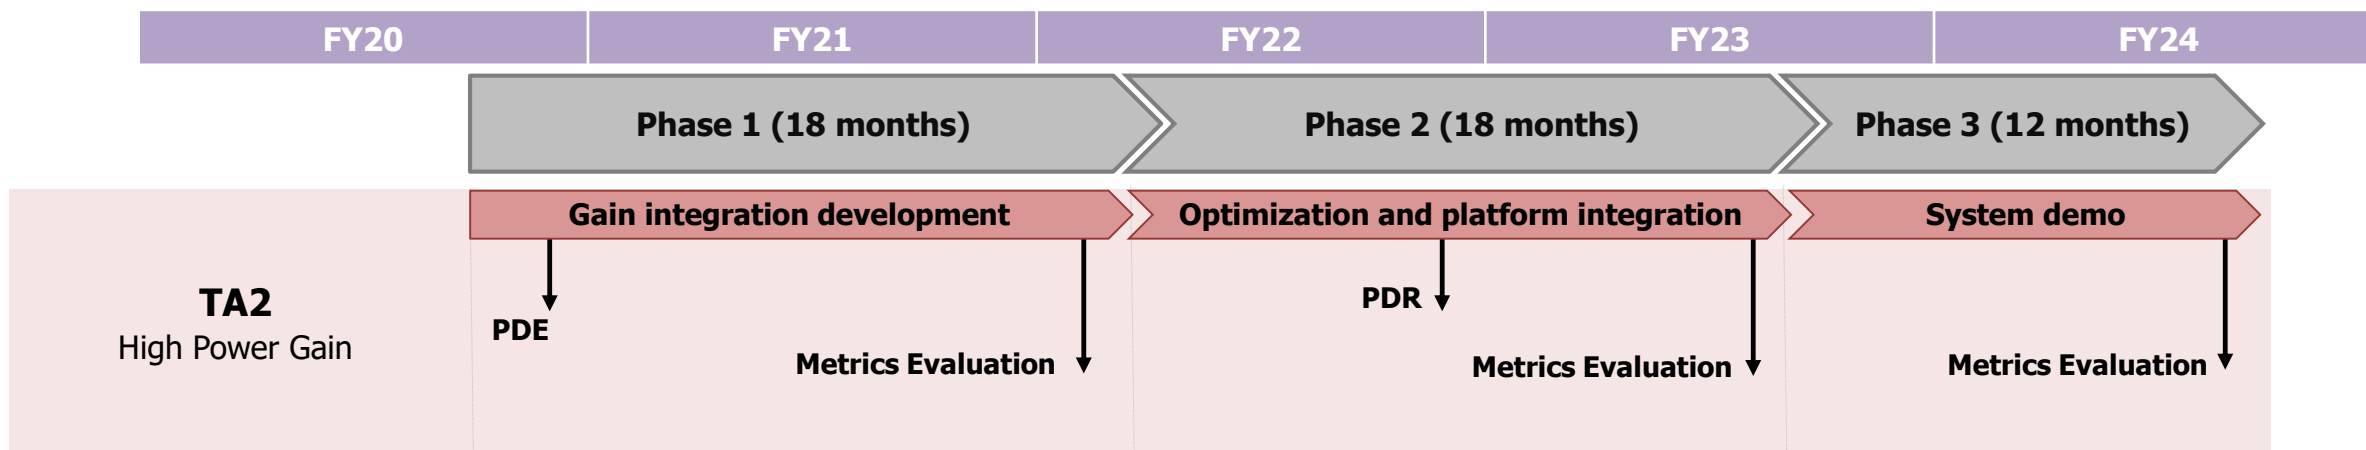 FY20 FY21 FY22 FY23 FY24
Phase 1 (18 months) Phase 2 (18 months) Phase 3 (12 months)
Gain integration development Optimization and platform integration System demo
TA2
High Power Gain
PDE
Metrics Evaluation
PDR
Metrics Evaluation
Metrics Evaluation